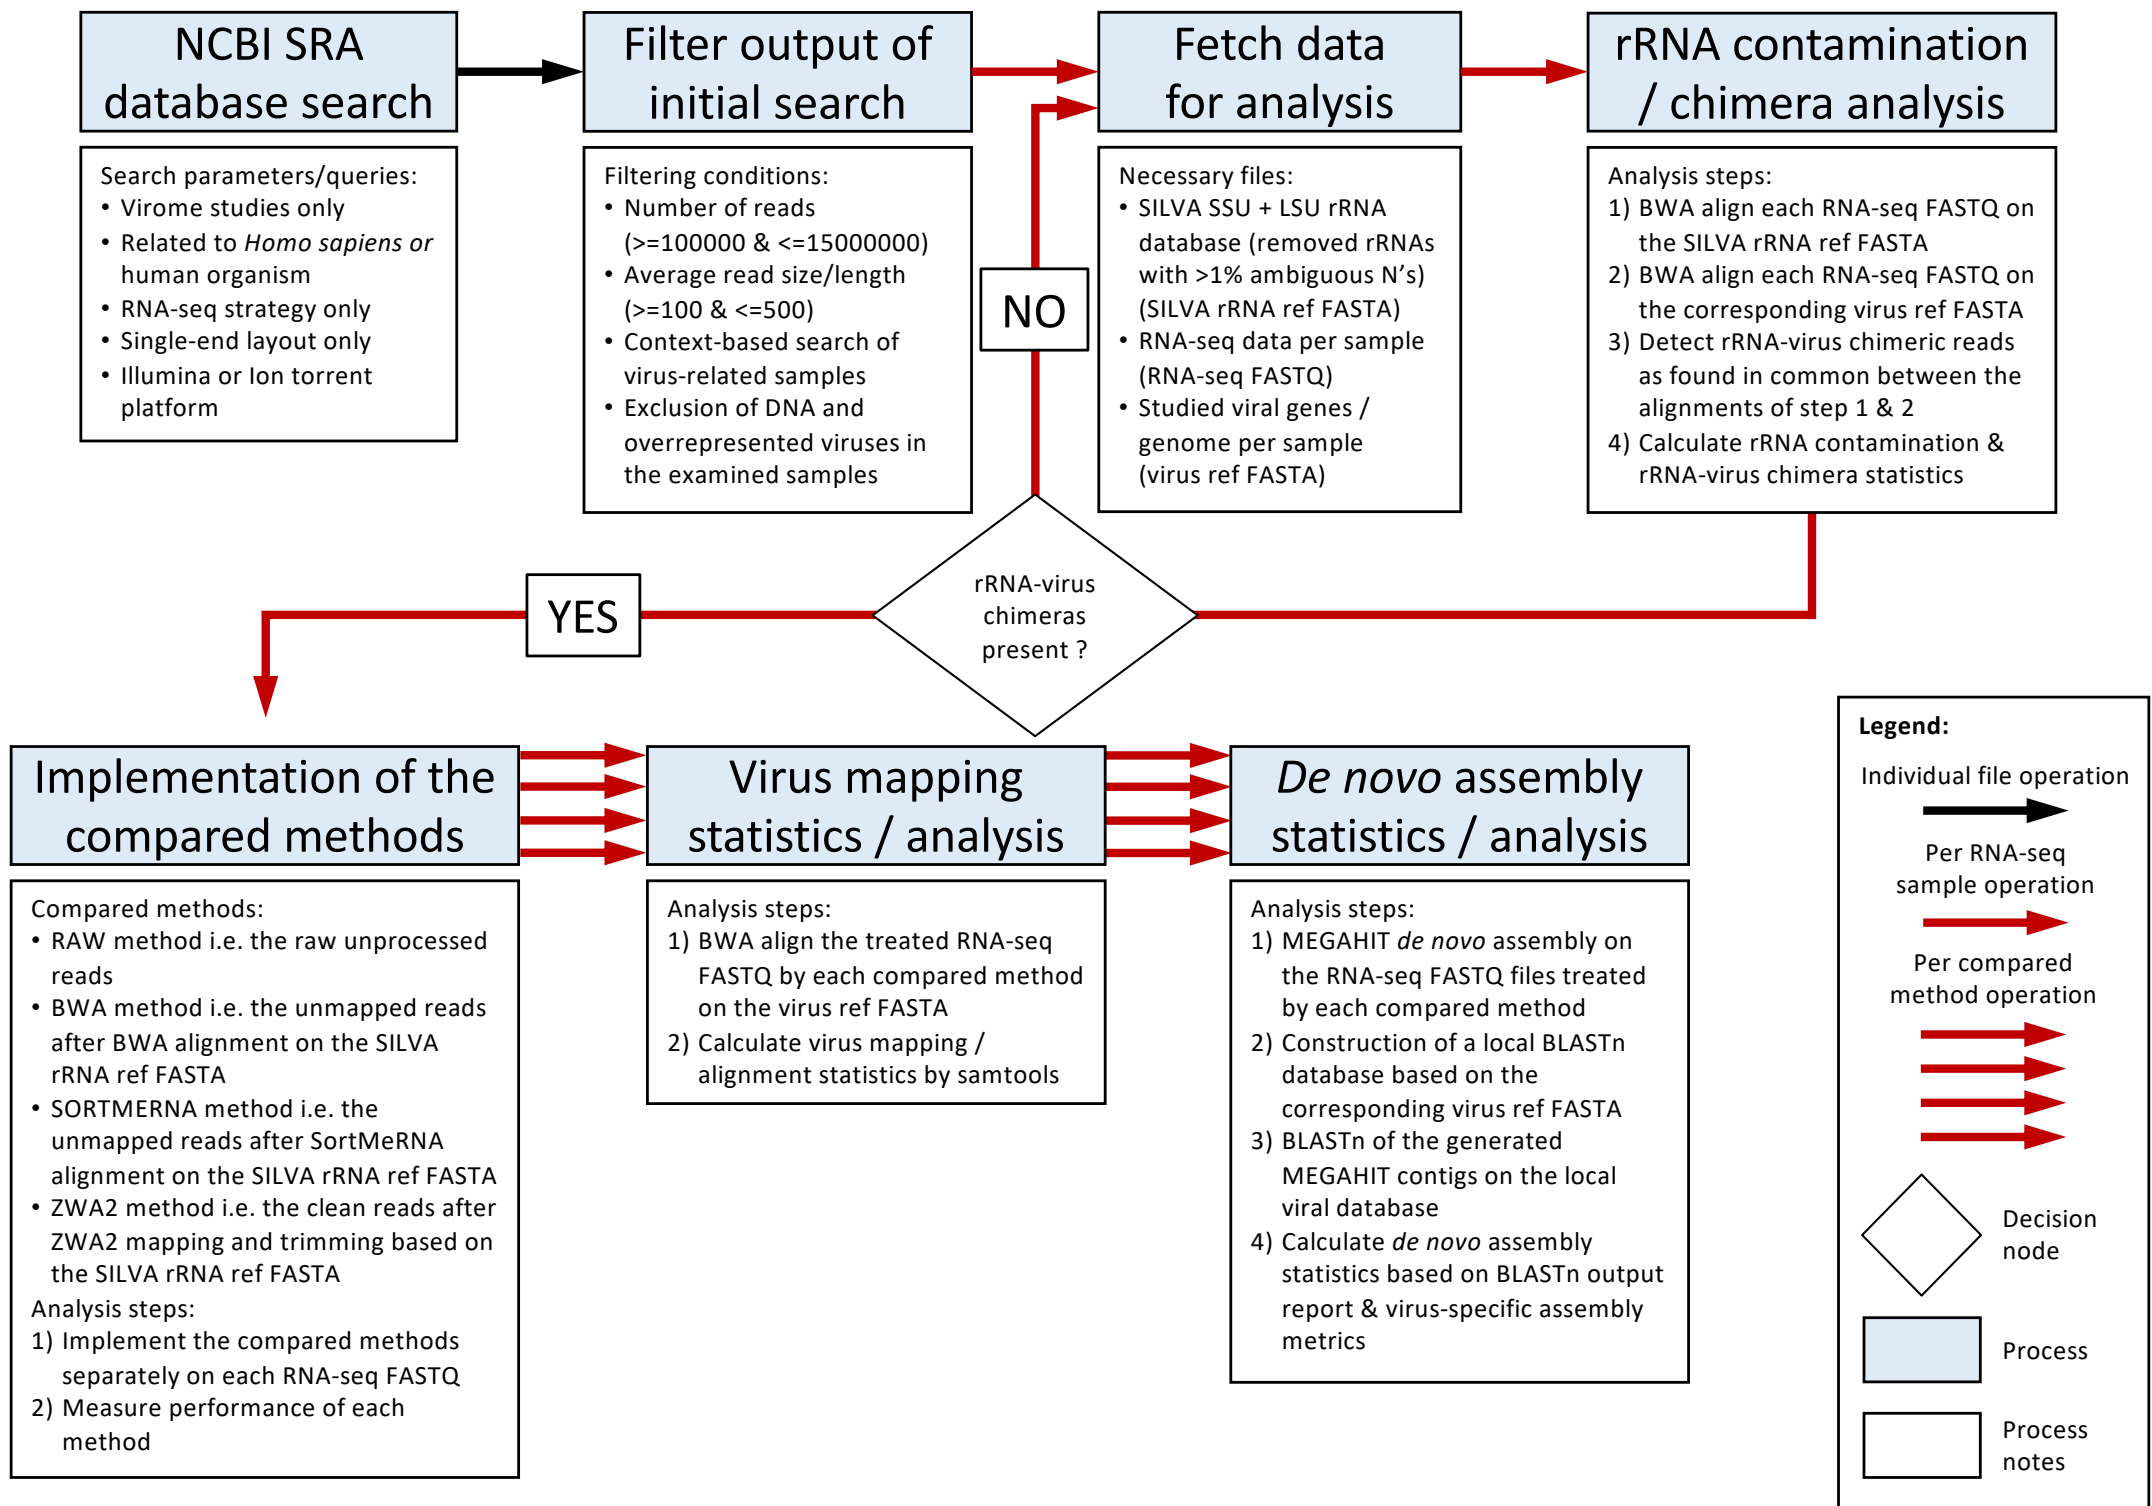 NCBI SRA
database search
Search parameters/queries:
• Virome studies only
• Related to Homo sapiens or
human organism
• RNA-seq strategy only
• Single-end layout only
• Illumina or Ion torrent
platform
Filter output of
initial search
Filtering conditions:
• Number of reads
(>=100000 & <=15000000)
• Average read size/length
(>=100 & <=500)
• Context-based search of
virus-related samples
• Exclusion of DNA and
overrepresented viruses in
the examined samples
Fetch data
for analysis
Necessary files:
• SILVA SSU + LSU rRNA
database (removed rRNAs
with >1% ambiguous N’s)
(SILVA rRNA ref FASTA)
• RNA-seq data per sample
(RNA-seq FASTQ)
• Studied viral genes /
genome per sample
(virus ref FASTA)
rRNA contamination
/ chimera analysis
Analysis steps:
1) BWA align each RNA-seq FASTQ on
the SILVA rRNA ref FASTA
2) BWA align each RNA-seq FASTQ on
the corresponding virus ref FASTA
3) Detect rRNA-virus chimeric reads
as found in common between the
alignments of step 1 & 2
4) Calculate rRNA contamination &
rRNA-virus chimera statistics
NO
YES
rRNA-virus
chimeras
present ?
Implementation of the
compared methods
Compared methods:
• RAW method i.e. the raw unprocessed
reads
• BWA method i.e. the unmapped reads
after BWA alignment on the SILVA
rRNA ref FASTA
• SORTMERNA method i.e. the
unmapped reads after SortMeRNA
alignment on the SILVA rRNA ref FASTA
• ZWA2 method i.e. the clean reads after
ZWA2 mapping and trimming based on
the SILVA rRNA ref FASTA
Analysis steps:
1) Implement the compared methods
separately on each RNA-seq FASTQ
2) Measure performance of each
method
Virus mapping
statistics / analysis
Analysis steps:
1) BWA align the treated RNA-seq
FASTQ by each compared method
on the virus ref FASTA
2) Calculate virus mapping /
alignment statistics by samtools
De novo assembly
statistics / analysis
Analysis steps:
1) MEGAHIT de novo assembly on
the RNA-seq FASTQ files treated
by each compared method
2) Construction of a local BLASTn
database based on the
corresponding virus ref FASTA
3) BLASTn of the generated
MEGAHIT contigs on the local
viral database
4) Calculate de novo assembly
statistics based on BLASTn output
report & virus-specific assembly
metrics
Legend:
Individual file operation
Per RNA-seq
sample operation
Per compared
method operation
Decision
node
Process
Process
notes